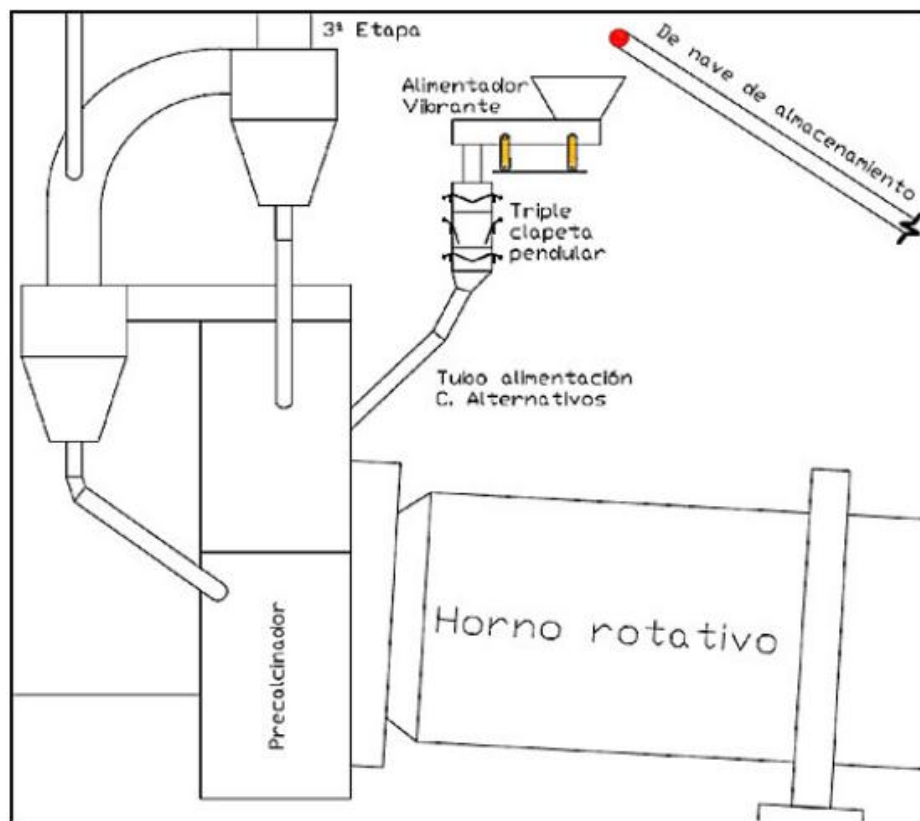 3ª Etapa
Alimentador
Vibrante
De nave de almacenamiento
Triple
clapeta
pendular
Tubo alimentación
C. Alternativos
Horno rotativo
Precalcinador